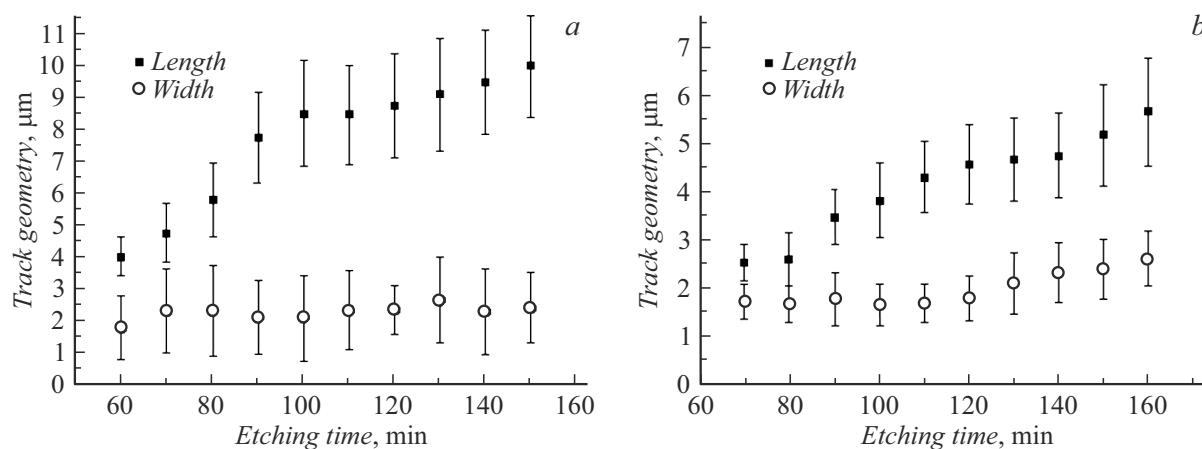 a
Length
Width
Track geometry, μm
11
10
9
8
7
6
5
4
3
2
1
0
60 80 100 120 140 160
Etching time, min
b
Length
Width
Track geometry, μm
7
6
5
4
3
2
1
0
60 80 100 120 140 160
Etching time, min